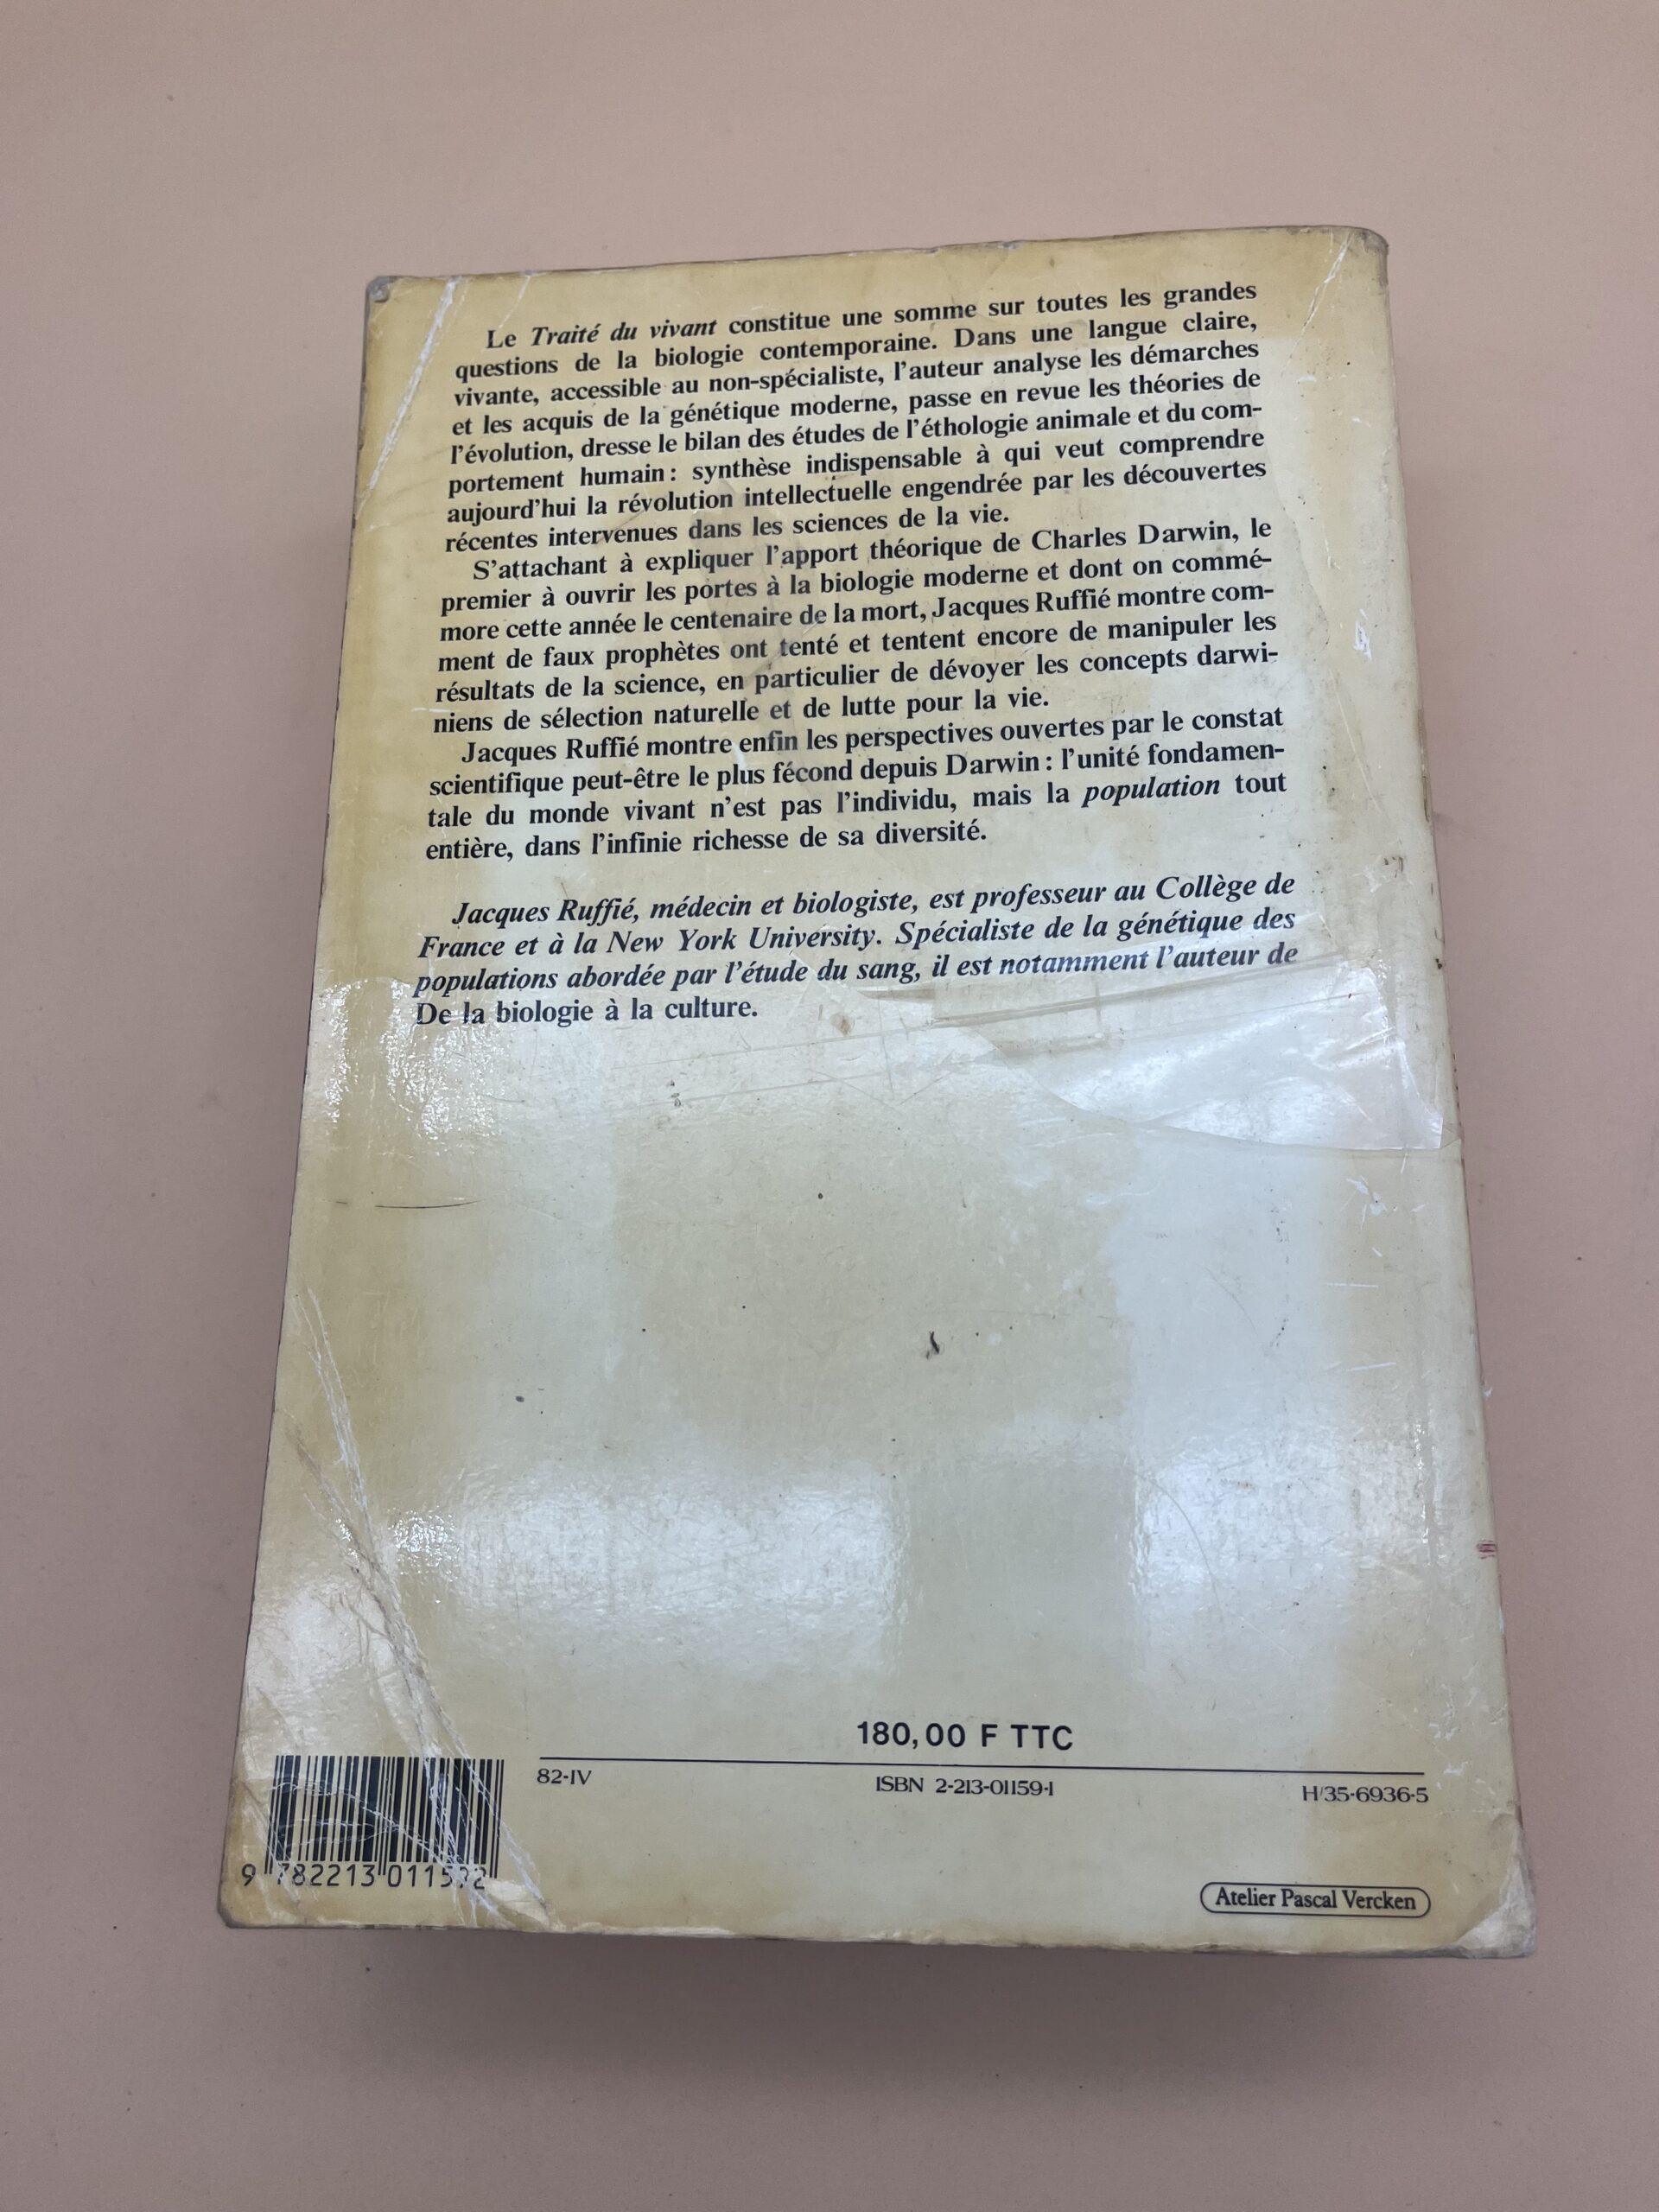 Le Traité du vivant constitue une somme sur toutes les grandes
questions de la biologie contemporaine. Dans une langue claire,
vivante, accessible au non-spécialiste, l'auteur analyse les démarches
et les acquis de la génétique moderne, passe en revue les théories de
l'évolution, dresse le bilan des études de l'éthologie animale et du com-
portement humain : synthèse indispensable à qui veut comprendre
aujourd'hui la révolution intellectuelle engendrée par les découvertes
récentes intervenues dans les sciences de la vie.
S'attachant à expliquer l'apport théorique de Charles Darwin, le
premier à ouvrir les portes à la biologie moderne et dont on commé-
more cette année le centenaire de la mort, Jacques Ruffié montre com-
ment de faux prophètes ont tenté et tentent encore de manipuler les
résultats de la science, en particulier de dévoyer les concepts darwi-
niens de sélection naturelle et de lutte pour la vie.
Jacques Ruffié montre enfin les perspectives ouvertes par le constat
scientifique peut-être le plus fécond depuis Darwin : l'unité fondamen-
tale du monde vivant n'est pas l'individu, mais la population tout
entière, dans l'infinie richesse de sa diversité.
Jacques Ruffié, médecin et biologiste, est professeur au Collège de
France et à la New York University. Spécialiste de la génétique des
populations abordée par l'étude du sang, il est notamment l'auteur de
De la biologie à la culture.
180,00 F TTC
82-IV ISBN 2-213-01159-1 H/35-6936-5
9 782213 011592
Atelier Pascal Vercken